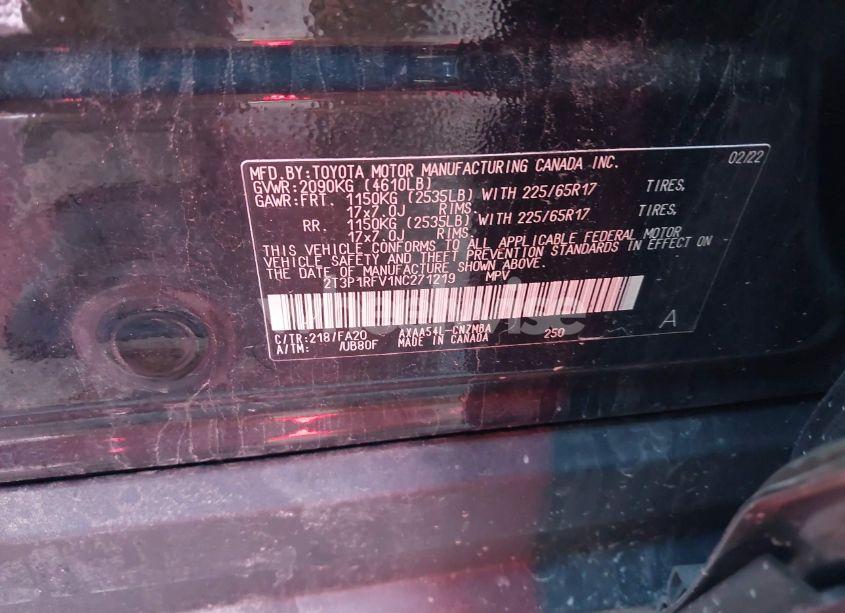 MFD.BY:TOYOTA MOTOR MANUFACTURING CANADA INC. 02/22
GVWR:2090KG (4610LB)
GAWR:FRT. 1150KG (2535LB) WITH 225/65R17 TIRES,
17x7.0J RIMS,
RR. 1150KG (2535LB) WITH 225/65R17 TIRES,
17x7.0J RIMS.
THIS VEHICLE CONFORMS TO ALL APPLICABLE FEDERAL MOTOR
VEHICLE SAFETY AND THEFT PREVENTION STANDARDS IN EFFECT ON
THE DATE OF MANUFACTURE SHOWN ABOVE.
2T3P1RFV1NC271219 MPV
C/TR:218/FA20 AXAA54L-CNZMBA 250 A
A/TM: /UB80F MADE IN CANADA